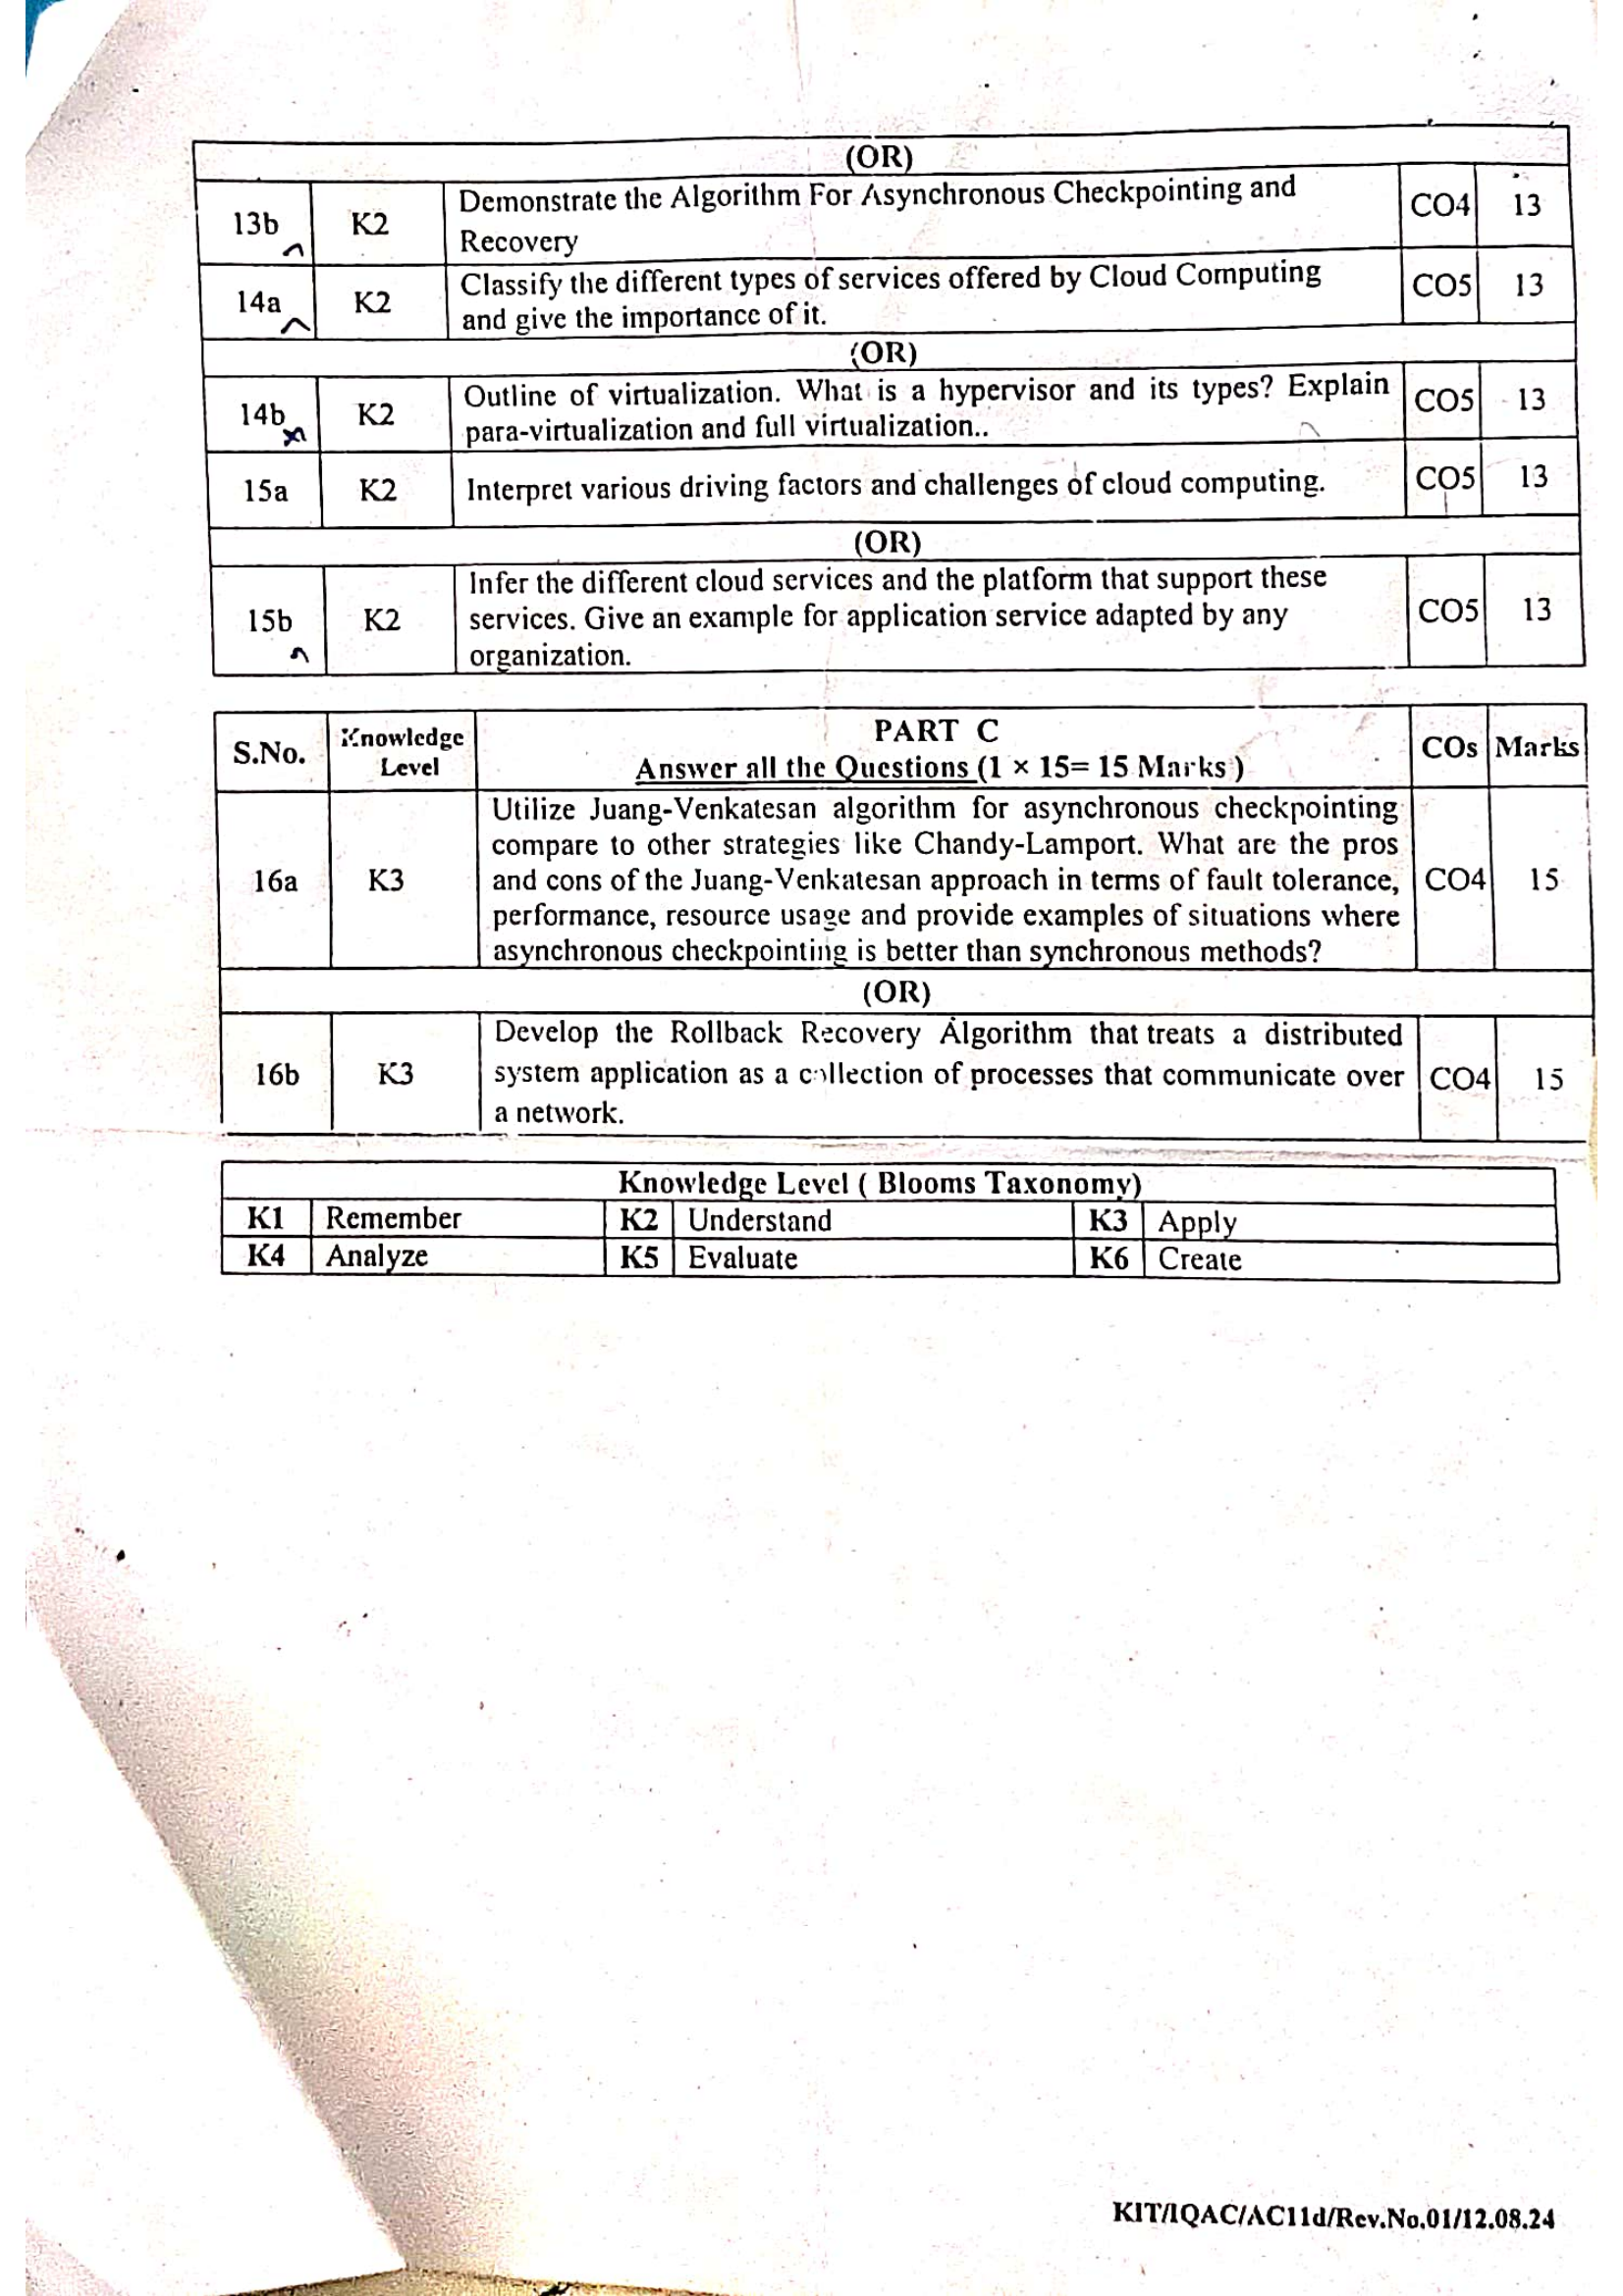 (OR)
13b K2 Demonstrate the Algorithm For Asynchronous Checkpointing and CO4 13
Recovery
14a K2 Classify the different types of services offered by Cloud Computing CO5 13
and give the importance of it.
(OR)
14b K2 Outline of virtualization. What is a hypervisor and its types? Explain CO5 13
para-virtualization and full virtualization..
15a K2 Interpret various driving factors and challenges of cloud computing. CO5 13
(OR)
Infer the different cloud services and the platform that support these
15b K2 services. Give an example for application service adapted by any CO5 13
organization.
S.No. Knowledge Level PART C COs Marks
Answer all the Questions (1 × 15= 15 Marks )
Utilize Juang-Venkatesan algorithm for asynchronous checkpointing
compare to other strategies like Chandy-Lamport. What are the pros
16a K3 and cons of the Juang-Venkatesan approach in terms of fault tolerance, CO4 15
performance, resource usage and provide examples of situations where
asynchronous checkpointing is better than synchronous methods?
(OR)
Develop the Rollback Recovery Algorithm that treats a distributed
16b K3 system application as a collection of processes that communicate over CO4 15
a network.
Knowledge Level ( Blooms Taxonomy)
K1 Remember K2 Understand K3 Apply
K4 Analyze K5 Evaluate K6 Create
KIT/IQAC/AC11d/Rev.No.01/12.08.24